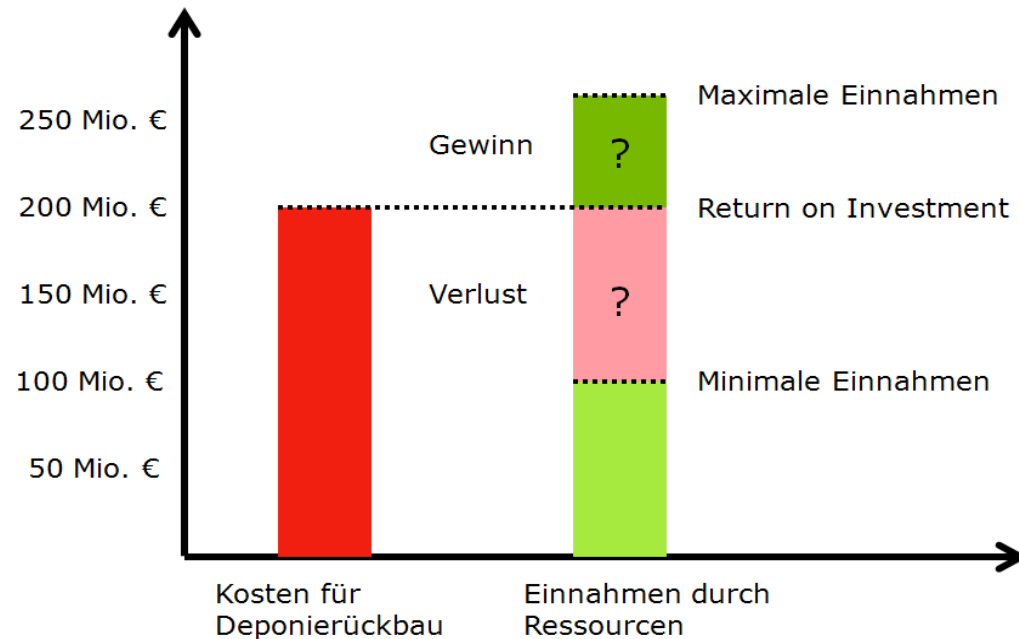 Maximale Einnahmen
250 Mio. €
Gewinn
?
200 Mio. €
Return on Investment
150 Mio. €
Verlust
?
100 Mio. €
Minimale Einnahmen
50 Mio. €
Kosten für
Deponierückbau
Einnahmen durch
Ressourcen